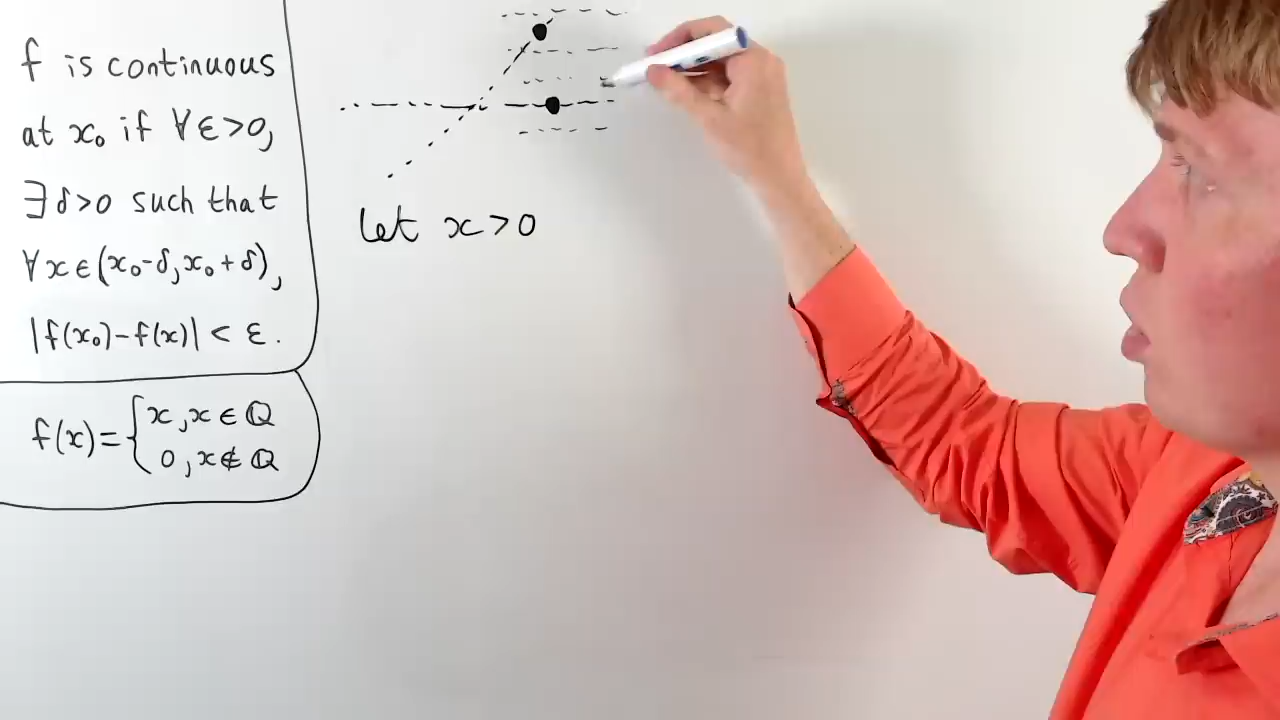 f is continuous
at x₀ if ∀ε>0,
∃δ>0 such that
∀x∈(x₀-δ,x₀+δ),
|f(x₀)-f(x)| < ε.
f(x)={x,x∈ℚ
0,x∉ℚ
let x>0